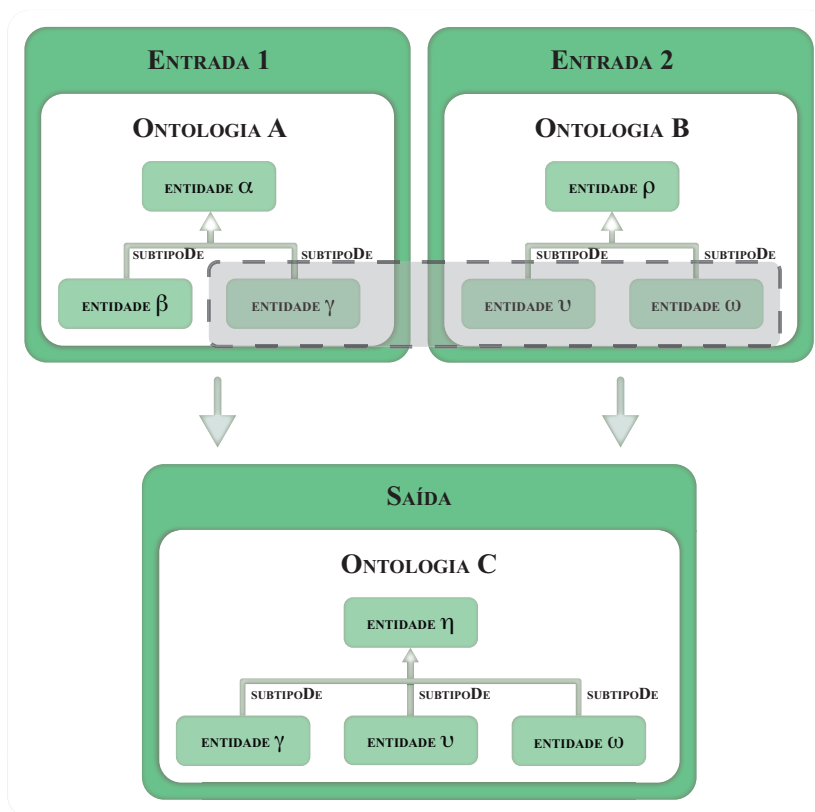 Entrada 1
Entrada 2
Ontologia A
Ontologia B
entidade α
entidade ρ
subtipoDe
subtipoDe
subtipoDe
subtipoDe
entidade β
entidade γ
entidade υ
entidade ω
Saída
Ontologia C
entidade η
subtipoDe
subtipoDe
subtipoDe
entidade γ
entidade υ
entidade ω